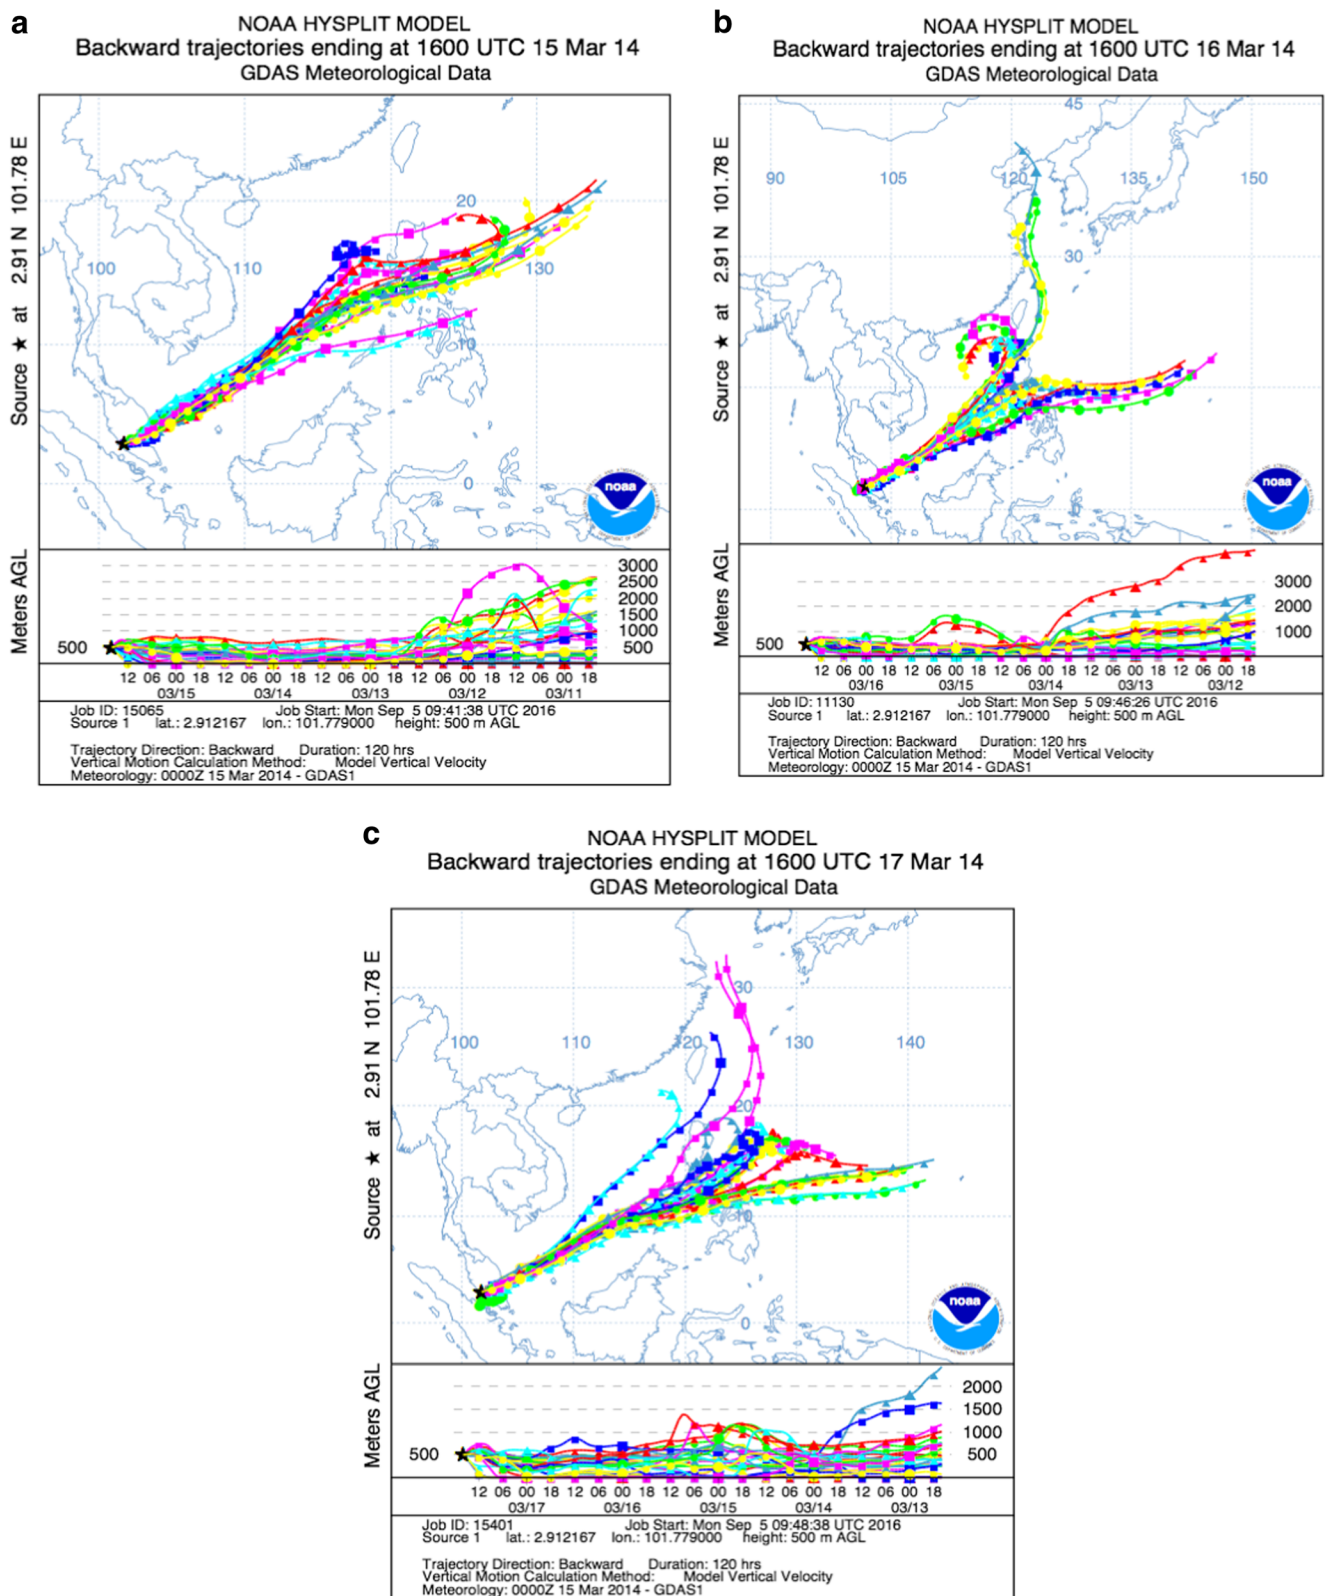 a
NOAA HYSPLIT MODEL
Backward trajectories ending at 1600 UTC 15 Mar 14
GDAS Meteorological Data
Source ★ at 2.91 N 101.78 E
20
100 110 130
10
0
noaa
Meters AGL
3000
2500
2000
1500
1000
500 500
12 06 00 18 12 06 00 18 12 06 00 18 12 06 00 18 12 06 00 18
03/15 03/14 03/13 03/12 03/11
Job ID: 15065 Job Start: Mon Sep 5 09:41:38 UTC 2016
Source 1 lat.: 2.912167 lon.: 101.779000 height: 500 m AGL
Trajectory Direction: Backward Duration: 120 hrs
Vertical Motion Calculation Method: Model Vertical Velocity
Meteorology: 0000Z 15 Mar 2014 - GDAS1
b
NOAA HYSPLIT MODEL
Backward trajectories ending at 1600 UTC 16 Mar 14
GDAS Meteorological Data
Source ★ at 2.91 N 101.78 E
45
90 105 120 135 150
30
noaa
Meters AGL
3000
2000
1000
500
12 06 00 18 12 06 00 18 12 06 00 18 12 06 00 18 12 06 00 18
03/16 03/15 03/14 03/13 03/12
Job ID: 11130 Job Start: Mon Sep 5 09:46:26 UTC 2016
Source 1 lat.: 2.912167 lon.: 101.779000 height: 500 m AGL
Trajectory Direction: Backward Duration: 120 hrs
Vertical Motion Calculation Method: Model Vertical Velocity
Meteorology: 0000Z 15 Mar 2014 - GDAS1
c
NOAA HYSPLIT MODEL
Backward trajectories ending at 1600 UTC 17 Mar 14
GDAS Meteorological Data
Source ★ at 2.91 N 101.78 E
30
100 110 120 130 140
20
10
0
noaa
Meters AGL
2000
1500
1000
500 500
12 06 00 18 12 06 00 18 12 06 00 18 12 06 00 18 12 06 00 18
03/17 03/16 03/15 03/14 03/13
Job ID: 15401 Job Start: Mon Sep 5 09:48:38 UTC 2016
Source 1 lat.: 2.912167 lon.: 101.779000 height: 500 m AGL
Trajectory Direction: Backward Duration: 120 hrs
Vertical Motion Calculation Method: Model Vertical Velocity
Meteorology: 0000Z 15 Mar 2014 - GDAS1